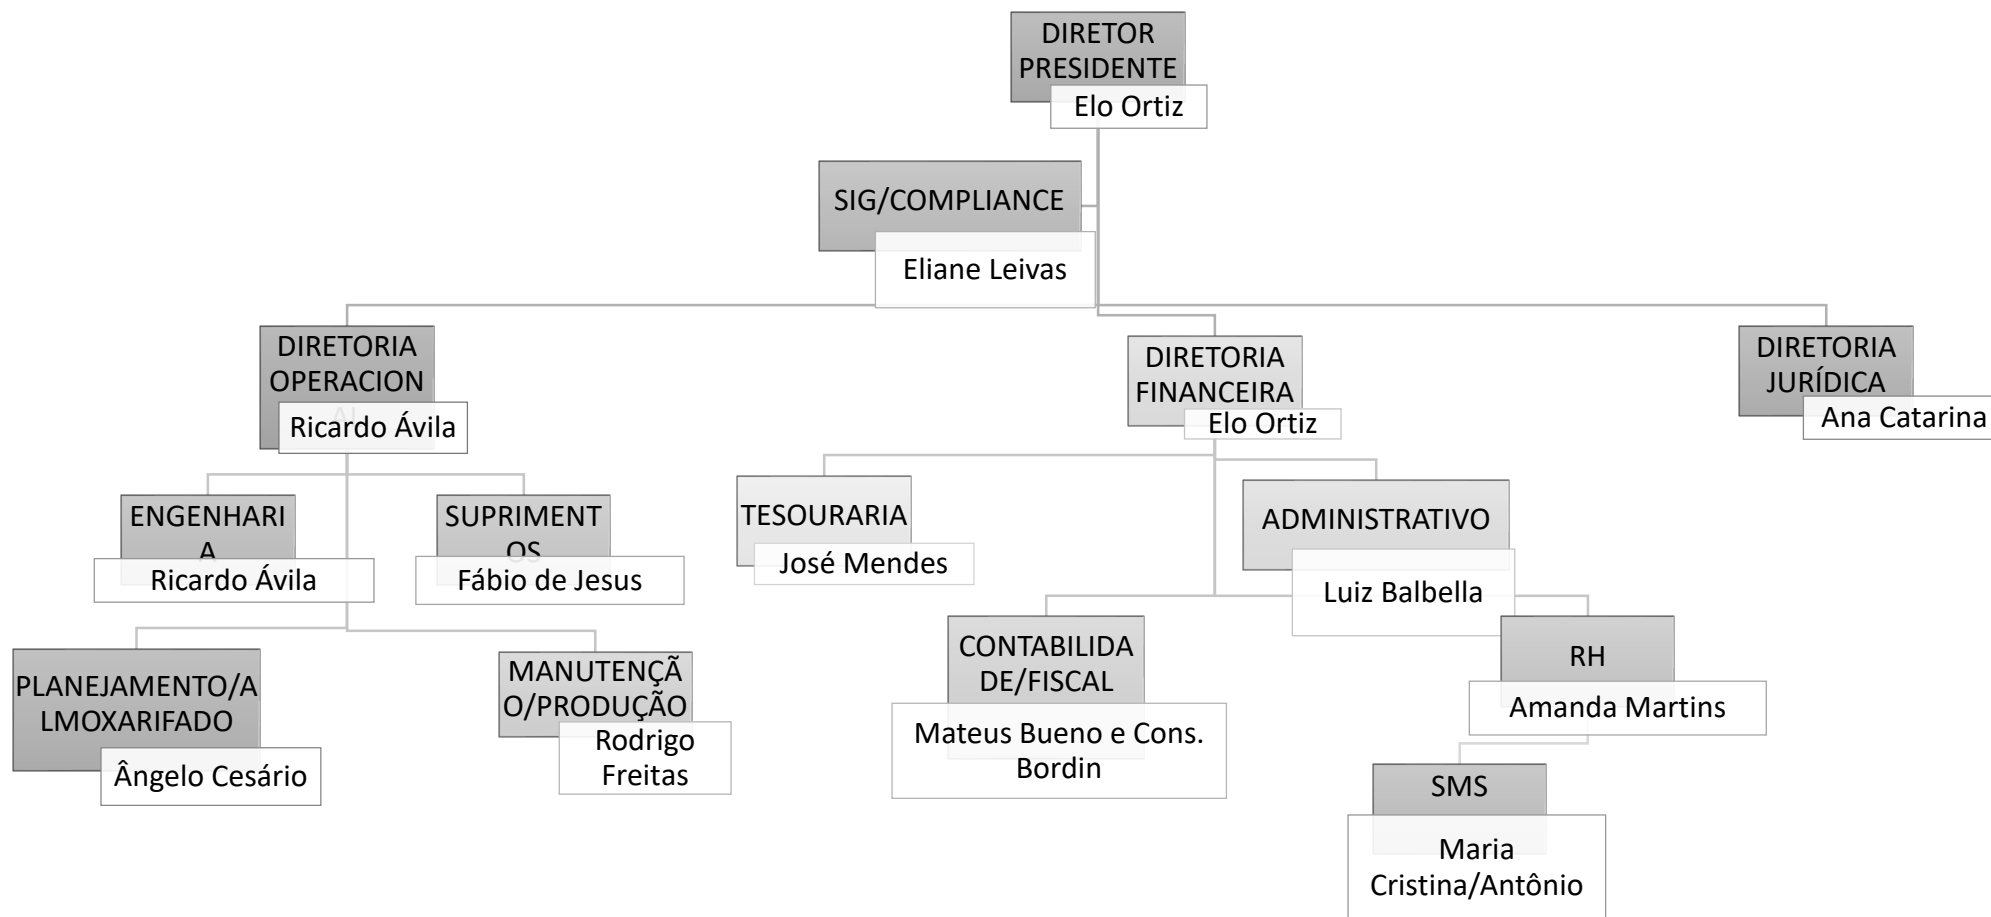 DIRETOR
PRESIDENTE
Elo Ortiz
SIG/COMPLIANCE
Eliane Leivas
DIRETORIA
OPERACION
AL
Ricardo Ávila
DIRETORIA
FINANCEIRA
Elo Ortiz
DIRETORIA
JURÍDICA
Ana Catarina
ENGENHARI
A
Ricardo Ávila
SUPRIMENT
OS
Fábio de Jesus
TESOURARIA
José Mendes
ADMINISTRATIVO
Luiz Balbella
PLANEJAMENTO/A
LMOXARIFADO
Ângelo Cesário
MANUTENÇÃ
O/PRODUÇÃO
Rodrigo
Freitas
CONTABILIDA
DE/FISCAL
Mateus Bueno e Cons.
Bordin
RH
Amanda Martins
SMS
Maria
Cristina/Antônio